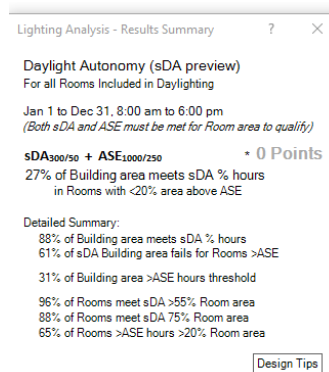 Lighting Analysis - Results Summary ? ×
Daylight Autonomy (sDA preview)
For all Rooms Included in Daylighting
Jan 1 to Dec 31, 8:00 am to 6:00 pm
(Both sDA and ASE must be met for Room area to qualify)
sDA300/50 + ASE1000/250 * 0 Points
27% of Building area meets sDA % hours
in Rooms with <20% area above ASE
Detailed Summary:
88% of Building area meets sDA % hours
61% of sDA Building area fails for Rooms >ASE
31% of Building area >ASE hours threshold
96% of Rooms meet sDA >55% Room area
88% of Rooms meet sDA 75% Room area
65% of Rooms >ASE hours >20% Room area
Design Tips